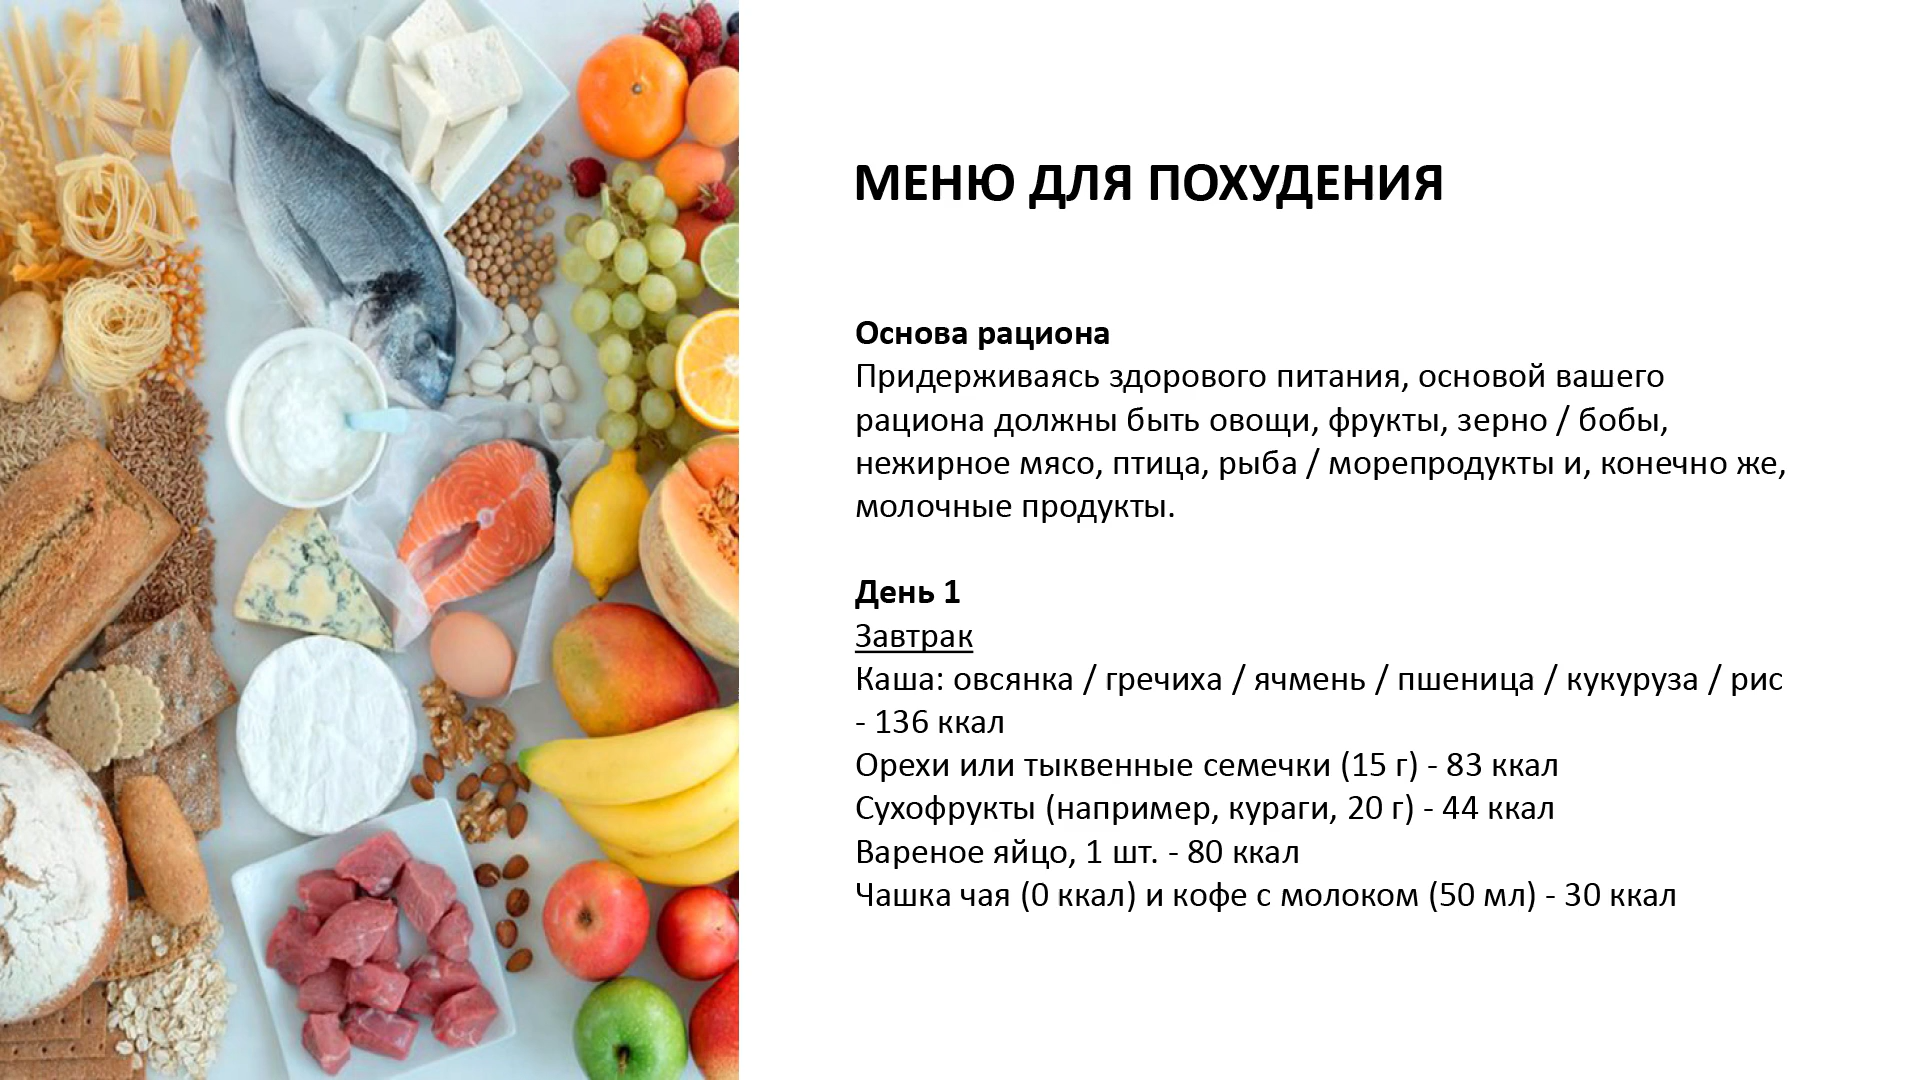 МЕНЮ ДЛЯ ПОХУДЕНИЯ
Основа рациона
Придерживаясь здорового питания, основой вашего
рациона должны быть овощи, фрукты, зерно / бобы,
нежирное мясо, птица, рыба / морепродукты и, конечно же,
молочные продукты.
День 1
Завтрак
Каша: овсянка / гречиха / ячмень / пшеница / кукуруза / рис
- 136 ккал
Орехи или тыквенные семечки (15 г) - 83 ккал
Сухофрукты (например, кураги, 20 г) - 44 ккал
Вареное яйцо, 1 шт. - 80 ккал
Чашка чая (0 ккал) и кофе с молоком (50 мл) - 30 ккал